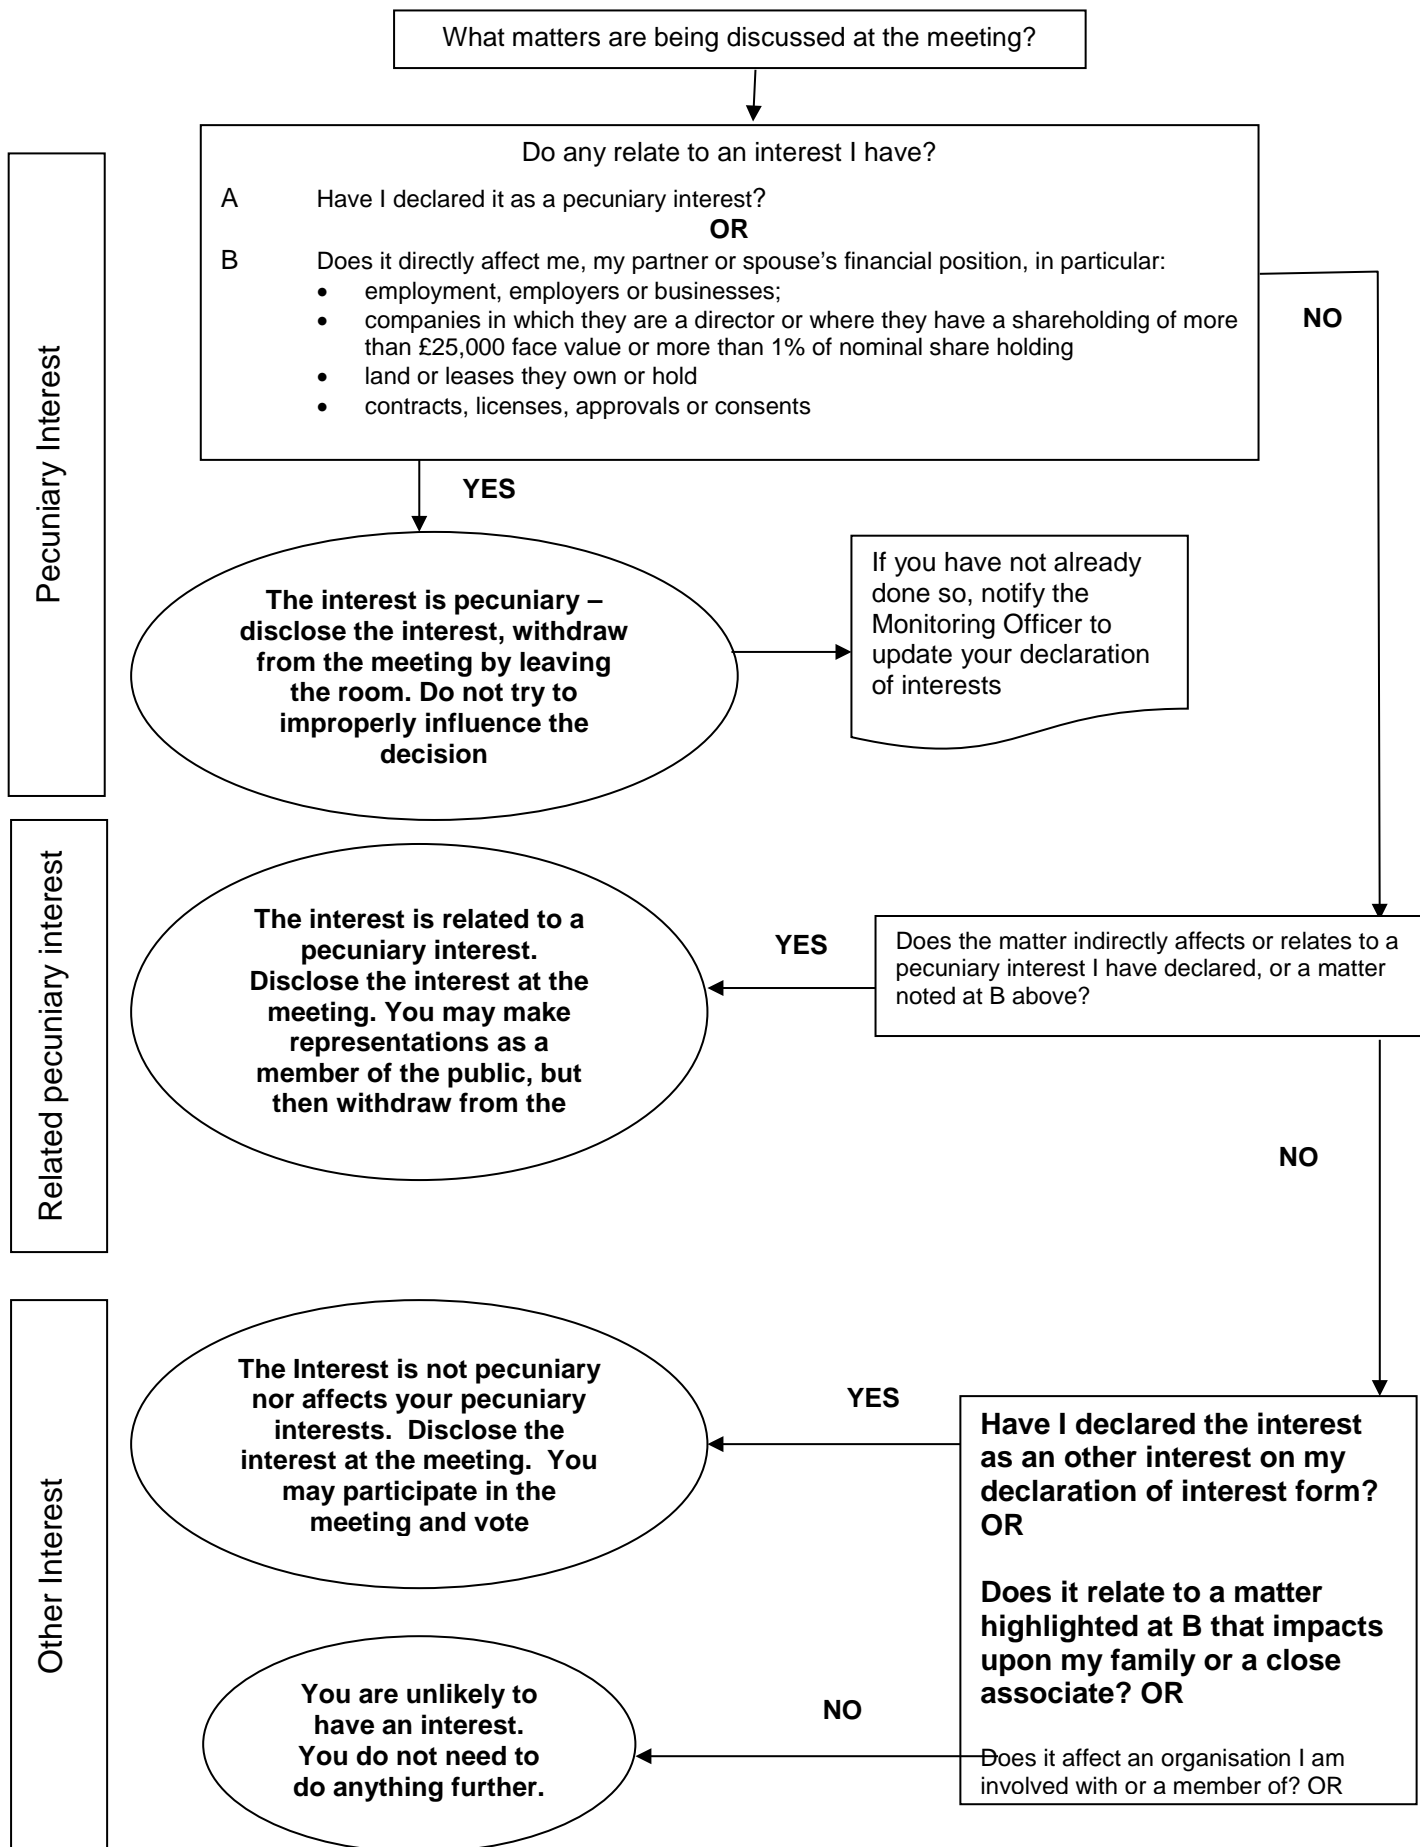 What matters are being discussed at the meeting?
Do any relate to an interest I have?
A Have I declared it as a pecuniary interest?
OR
B Does it directly affect me, my partner or spouse's financial position, in particular:
• employment, employers or businesses;
• companies in which they are a director or where they have a shareholding of more
than £25,000 face value or more than 1% of nominal share holding
• land or leases they own or hold
• contracts, licenses, approvals or consents
NO
Pecuniary Interest
YES
The interest is pecuniary –
disclose the interest, withdraw
from the meeting by leaving
the room. Do not try to
improperly influence the
decision
If you have not already
done so, notify the
Monitoring Officer to
update your declaration
of interests
Related pecuniary interest
The interest is related to a
pecuniary interest.
Disclose the interest at the
meeting. You may make
representations as a
member of the public, but
then withdraw from the
YES
Does the matter indirectly affects or relates to a
pecuniary interest I have declared, or a matter
noted at B above?
NO
Other Interest
The Interest is not pecuniary
nor affects your pecuniary
interests. Disclose the
interest at the meeting. You
may participate in the
meeting and vote
YES
Have I declared the interest
as an other interest on my
declaration of interest form?
OR
Does it relate to a matter
highlighted at B that impacts
upon my family or a close
associate? OR
Does it affect an organisation I am
involved with or a member of? OR
NO
You are unlikely to
have an interest.
You do not need to
do anything further.